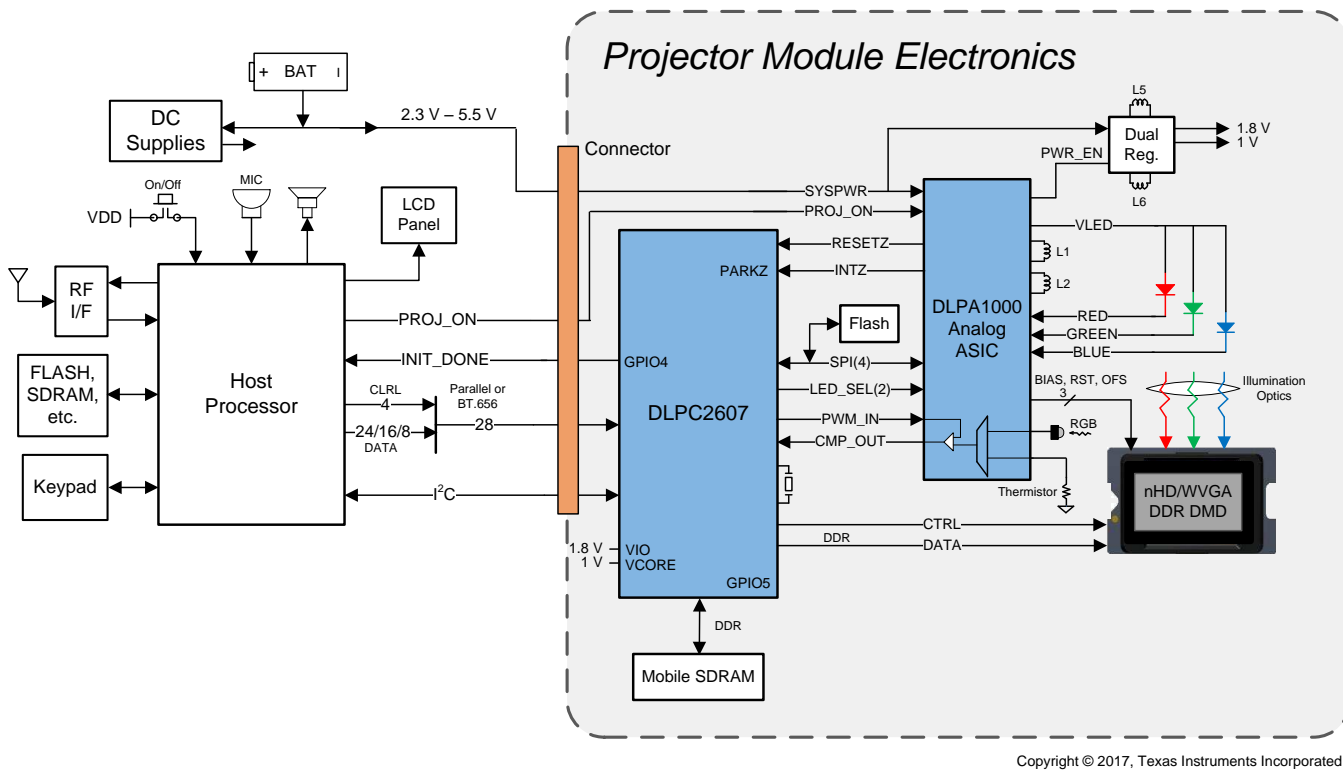 Projector Module Electronics
+ BAT
DC
Supplies
2.3 V – 5.5 V
Connector
L5
Dual
Reg.
1.8 V
1 V
PWR_EN
L6
On/Off
VDD
MIC
LCD
Panel
SYSPWR
PROJ_ON
VLED
RESETZ
L1
PARKZ
INTZ
L2
RF
I/F
DLPA1000
Analog
ASIC
Flash
RED
GREEN
BLUE
PROJ_ON
INIT_DONE
GPIO4
SPI(4)
FLASH,
SDRAM,
etc.
Host
Processor
CLRL
4
Parallel or
BT.656
28
24/16/8
DATA
DLPC2607
LED_SEL(2)
BIAS, RST, OFS
3
Illumination
Optics
PWM_IN
RGB
CMP_OUT
Keypad
I2C
Thermistor
nHD/WVGA
DDR DMD
CTRL
DDR
DATA
1.8 V
VIO
1 V
VCORE
GPIO5
DDR
Mobile SDRAM
Copyright © 2017, Texas Instruments Incorporated